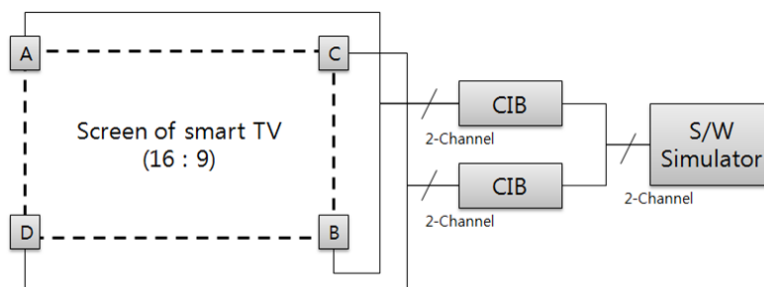 A
C
Screen of smart TV
(16 : 9)
D
B
CIB
2-Channel
CIB
2-Channel
S/W
Simulator
2-Channel